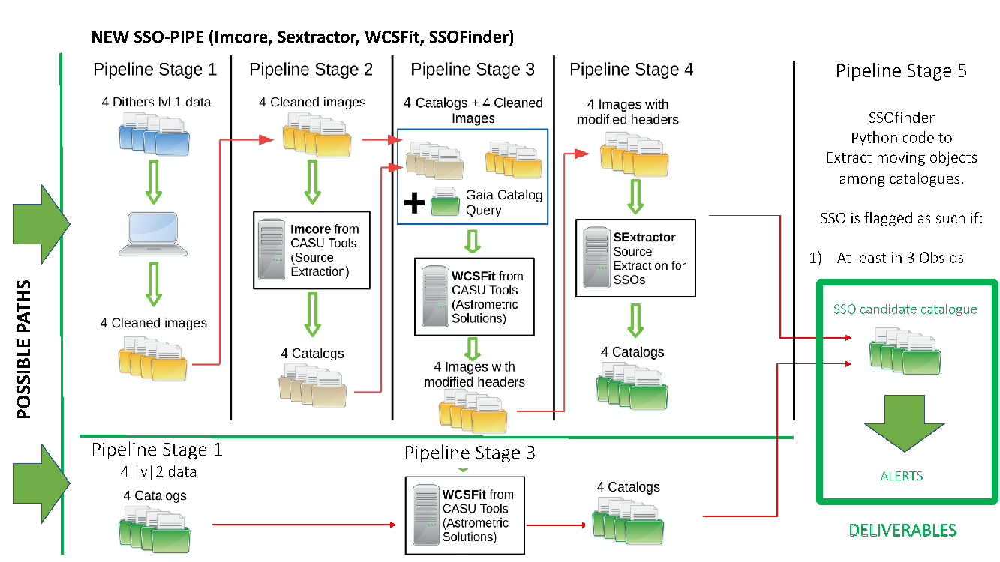 NEW SSO-PIPE (Imcore, Sextractor, WCSFit, SSOFinder)
POSSIBLE PATHS
Pipeline Stage 1
4 Dithers lvl 1 data
4 Cleaned images
Pipeline Stage 2
4 Cleaned images
Imcore from
CASU Tools
(Source
Extraction)
4 Catalogs
Pipeline Stage 3
4 Catalogs + 4 Cleaned
Images
+
Gaia Catalog
Query
WCSFit from
CASU Tools
(Astrometric
Solutions)
4 Images with
modified headers
Pipeline Stage 4
4 Images with
modified headers
SExtractor
Source
Extraction for
SSOs
4 Catalogs
Pipeline Stage 5
SSOfinder
Python code to
Extract moving objects
among catalogues.
SSO is flagged as such if:
1) At least in 3 ObsIds
SSO candidate catalogue
ALERTS
DELIVERABLES
Pipeline Stage 1
4 |v|2 data
4 Catalogs
Pipeline Stage 3
WCSFit from
CASU Tools
(Astrometric
Solutions)
4 Catalogs